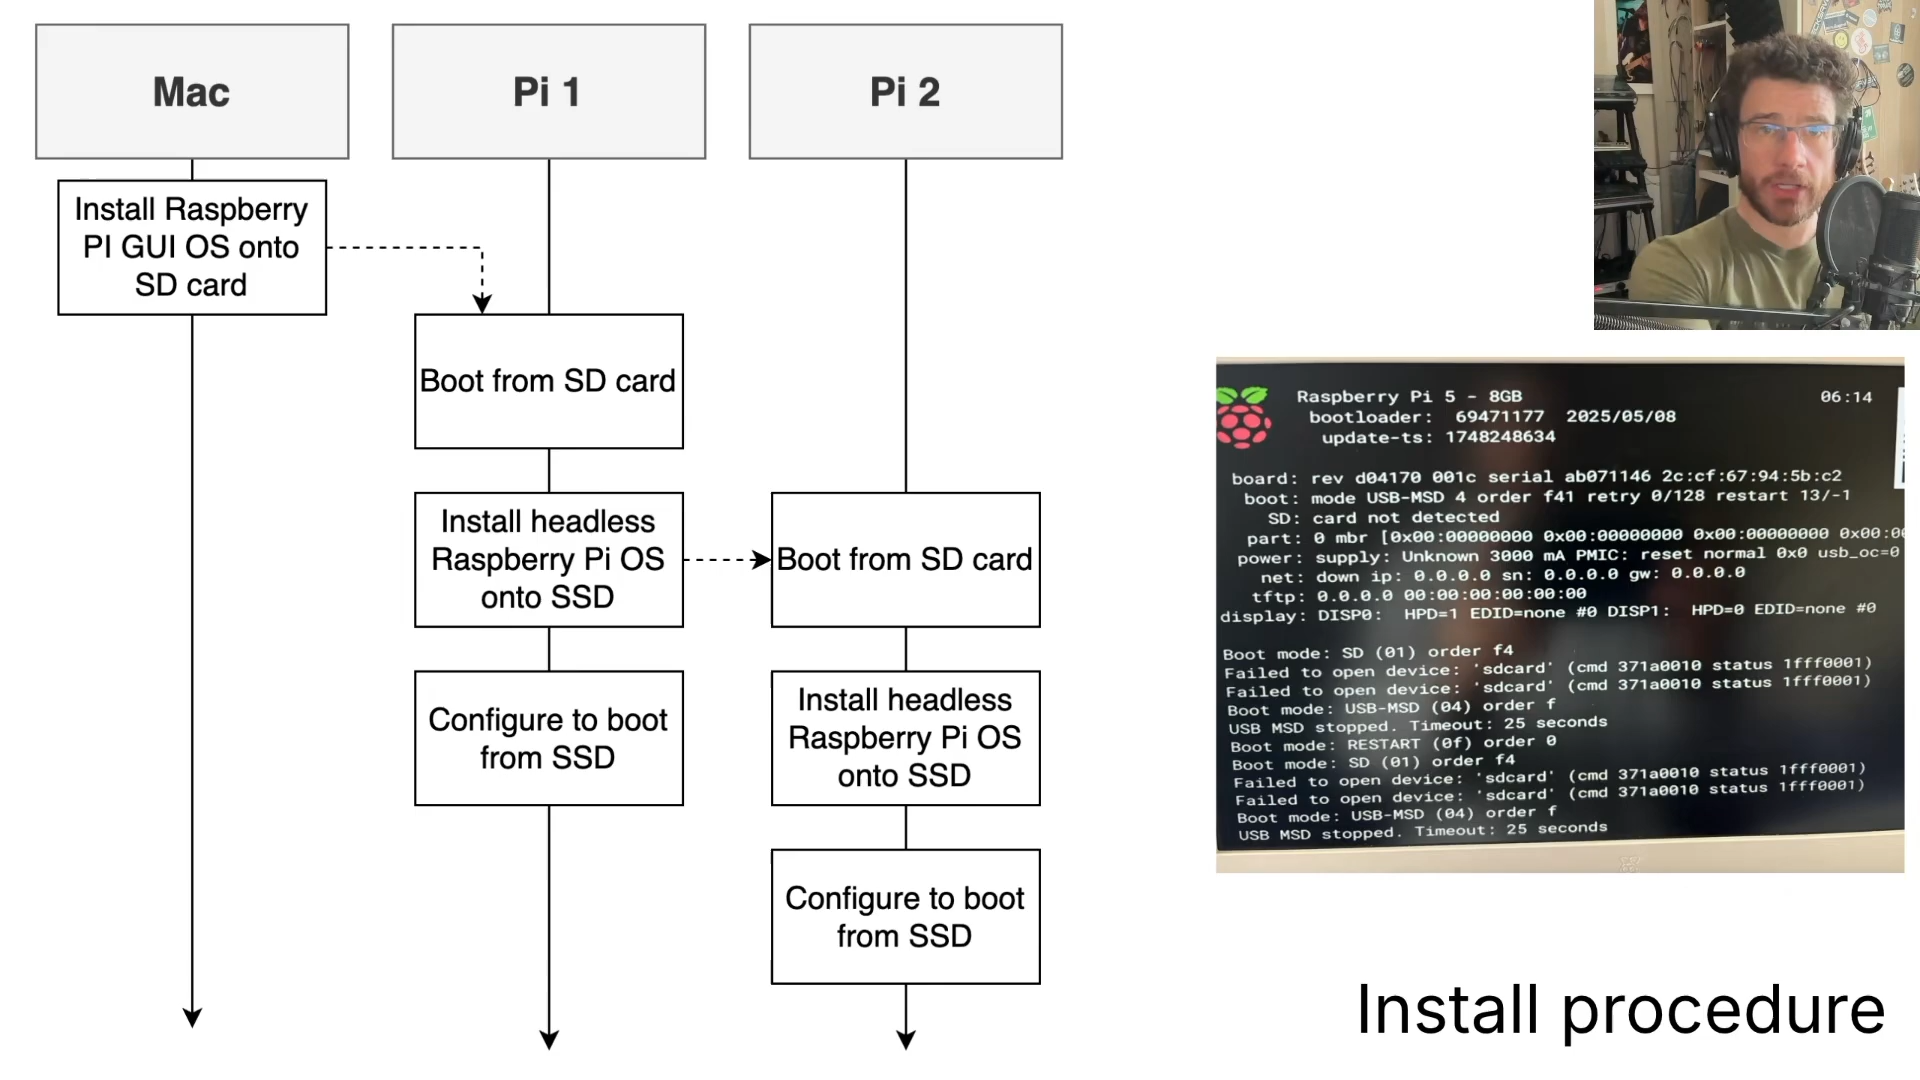 Mac
Pi 1
Pi 2
Install Raspberry
PI GUI OS onto
SD card
Boot from SD card
Install headless
Raspberry Pi OS
onto SSD
Configure to boot
from SSD
Boot from SD card
Install headless
Raspberry Pi OS
onto SSD
Configure to boot
from SSD
Raspberry Pi 5 - 8GB
06:14
bootloader: 69471177 2025/05/08
update-ts: 1748248634
board: rev d04170 001c serial ab071146 2c:cf:67:94:5b:c2
boot: mode USB-MSD 4 order f41 retry 0/128 restart 13/-1
SD: card not detected
part: 0 mbr [0x00:00000000 0x00:00000000 0x00:00000000 0x00:00
power: supply: Unknown 3000 mA PMIC: reset normal 0x0 usb_oc=0
net: down ip: 0.0.0.0 sn: 0.0.0.0 gw: 0.0.0.0
tftp: 0.0.0.0 00:00:00:00:00:00
display: DISP0: HPD=1 EDID=none #0 DISP1: HPD=0 EDID=none #0
Boot mode: SD (01) order f4
Failed to open device: 'sdcard' (cmd 371a0010 status 1fff0001)
Failed to open device: 'sdcard' (cmd 371a0010 status 1fff0001)
Boot mode: USB-MSD (04) order f
USB MSD stopped. Timeout: 25 seconds
Boot mode: RESTART (0f) order 0
Boot mode: SD (01) order f4
Failed to open device: 'sdcard' (cmd 371a0010 status 1fff0001)
Failed to open device: 'sdcard' (cmd 371a0010 status 1fff0001)
Boot mode: USB-MSD (04) order f
USB MSD stopped. Timeout: 25 seconds
Install procedure